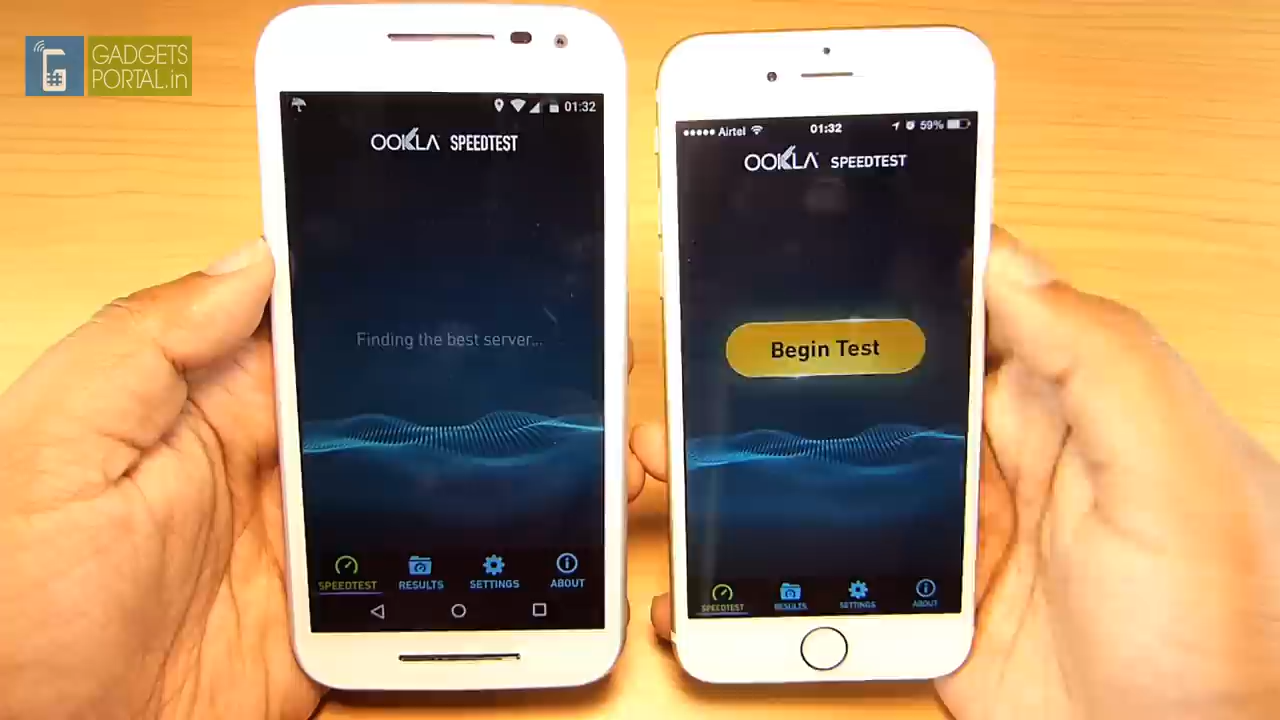 GADGETS
PORTAL.in
01:32
OOKLA SPEEDTEST
Finding the best server...
SPEEDTEST RESULTS SETTINGS ABOUT
Airtel 01:32 59%
OOKLA SPEEDTEST
Begin Test
SPEEDTEST RESULTS SETTINGS ABOUT